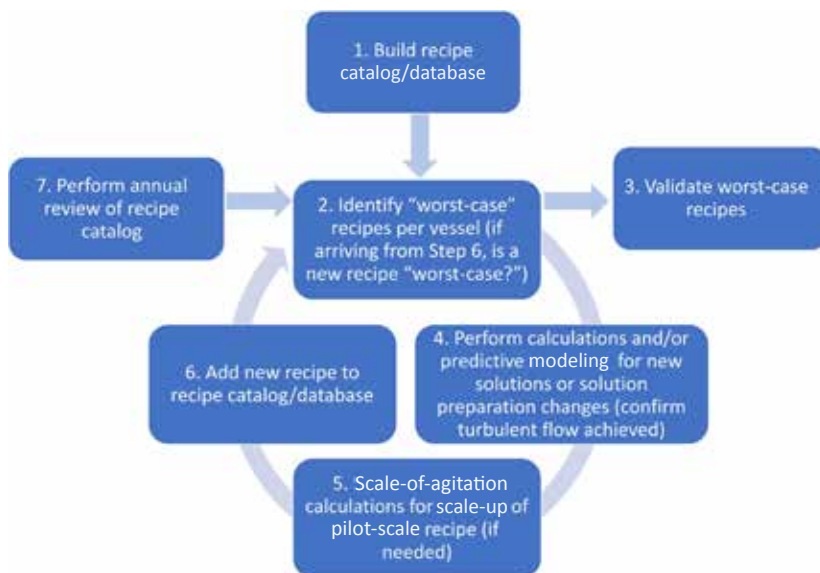 1. Build recipe
catalog/database
7. Perform annual
review of recipe
catalog
2. Identify “worst-case”
recipes per vessel (if
arriving from Step 6, is a
new recipe “worst-case?”)
3. Validate worst-case
recipes
6. Add new recipe to
recipe catalog/database
4. Perform calculations and/or
predictive modeling for new
solutions or solution
preparation changes (confirm
turbulent flow achieved)
5. Scale-of-agitation
calculations for scale-up of
pilot-scale recipe (if
needed)